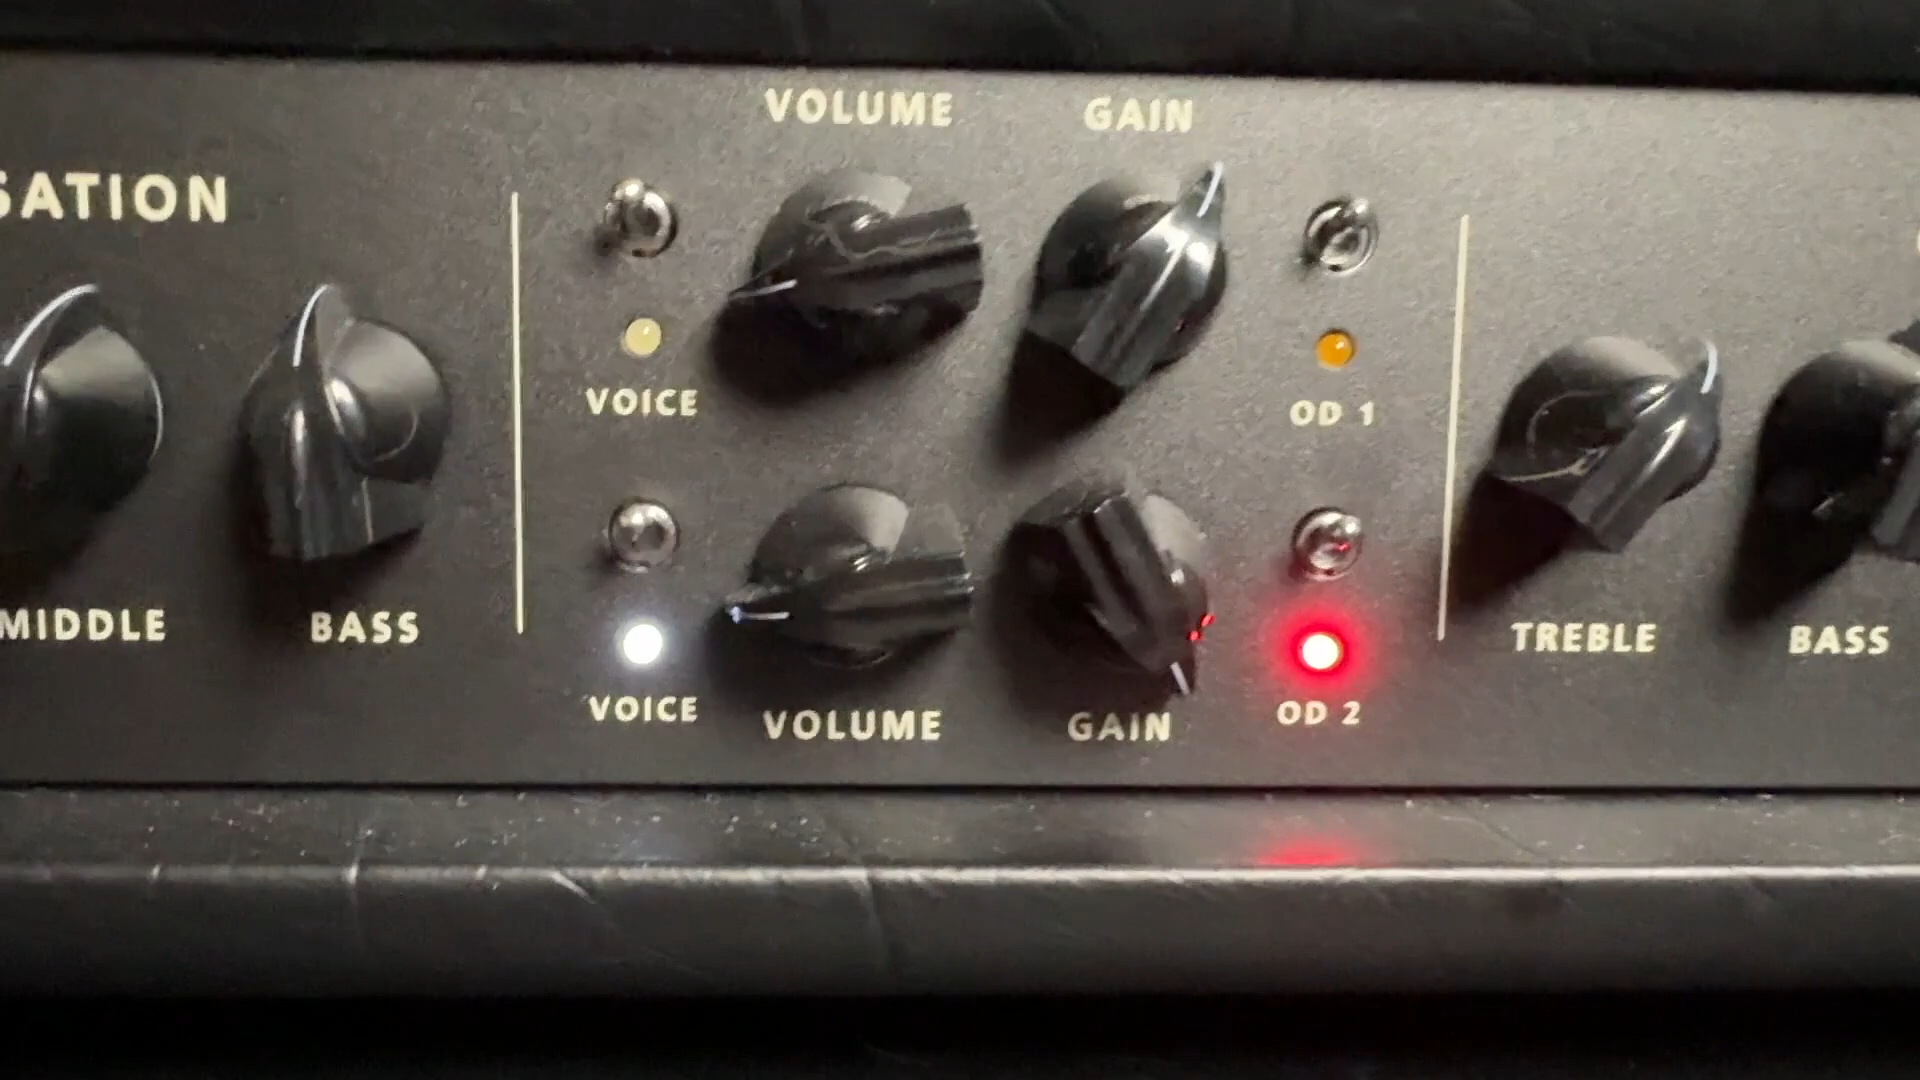 SATION
MIDDLE
BASS
VOLUME
GAIN
VOICE
OD 1
VOICE
VOLUME
GAIN
OD 2
TREBLE
BASS